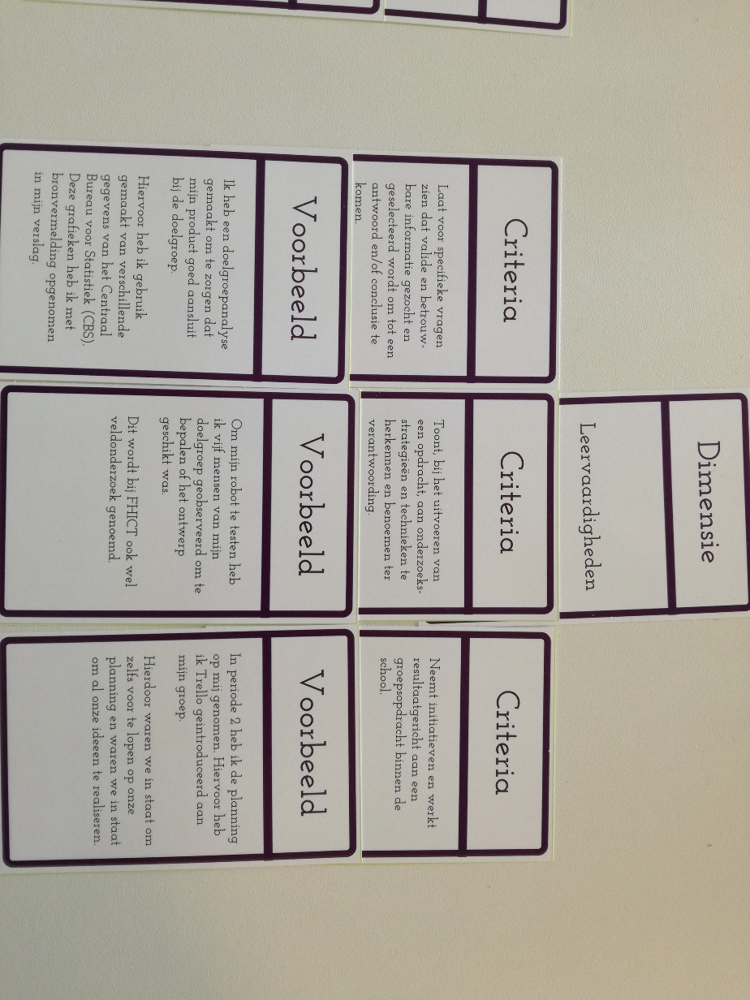 Dimensie
Leervaardigheden
Criteria
Laat voor specifieke vragen
zien dat valide en betrouw-
bare informatie gezocht en
geselecteerd wordt om tot een
antwoord en/of conclusie te
komen.
Voorbeeld
Ik heb een doelgroepanalyse
gemaakt om te zorgen dat
mijn product goed aansluit
bij de doelgroep.
Hiervoor heb ik gebruik
gemaakt van verschillende
gegevens van het Centraal
Bureau voor Statistiek (CBS).
Deze grafieken heb ik met
bronvermelding opgenomen
in mijn verslag.
Criteria
Toont, bij het uitvoeren van
een opdracht, aan onderzoeks-
strategieën en technieken te
herkennen en benoemen ter
verantwoording.
Voorbeeld
Om mijn robot te testen heb
ik vijf mensen van mijn
doelgroep geobserveerd om te
bepalen of het ontwerp
geschikt was.
Dit wordt bij FHICT ook wel
veldonderzoek genoemd.
Criteria
Neemt initiatieven en werkt
resultaatgericht aan een
groepsopdracht binnen de
school.
Voorbeeld
In periode 2 heb ik de planning
op mij genomen. Hiervoor heb
ik Trello geintroduceerd aan
mijn groep.
Hierdoor waren we in staat om
zelfs voor te lopen op onze
planning en waren we in staat
om al onze ideeen te realiseren.